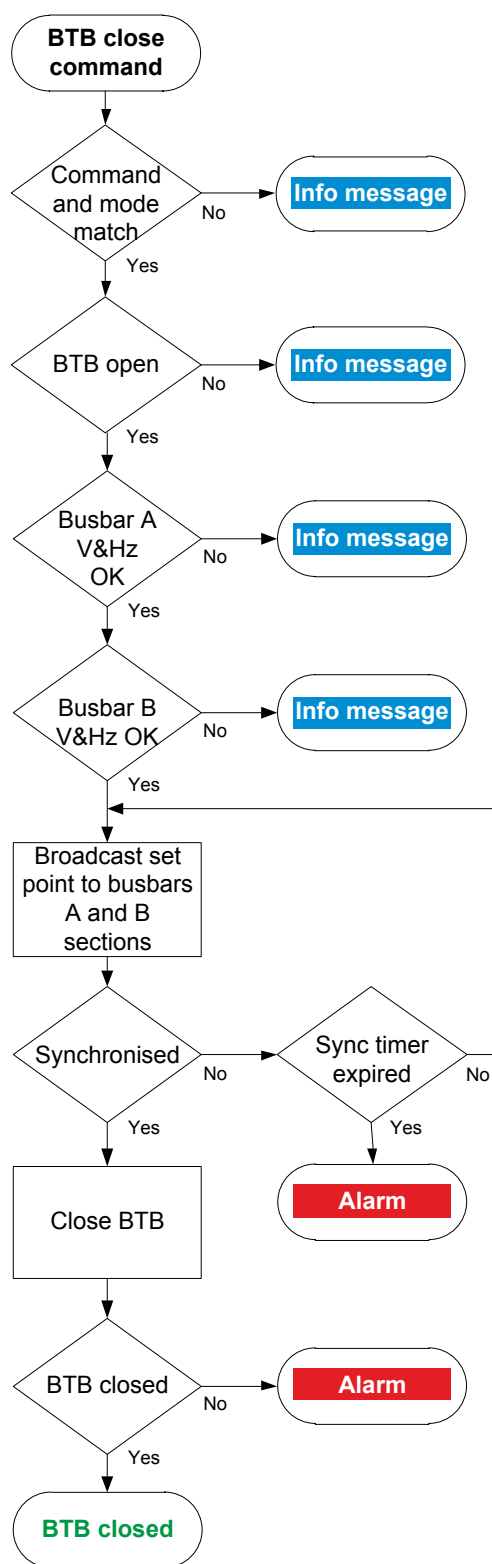 BTB close
command
Command
and mode
match
No
Info message
Yes
BTB open
No
Info message
Yes
Busbar A
V&Hz
OK
No
Info message
Yes
Busbar B
V&Hz OK
No
Info message
Yes
Broadcast set
point to busbars
A and B
sections
Synchronised
No
Sync timer
expired
No
Yes
Yes
Alarm
Close BTB
BTB closed
No
Alarm
Yes
BTB closed